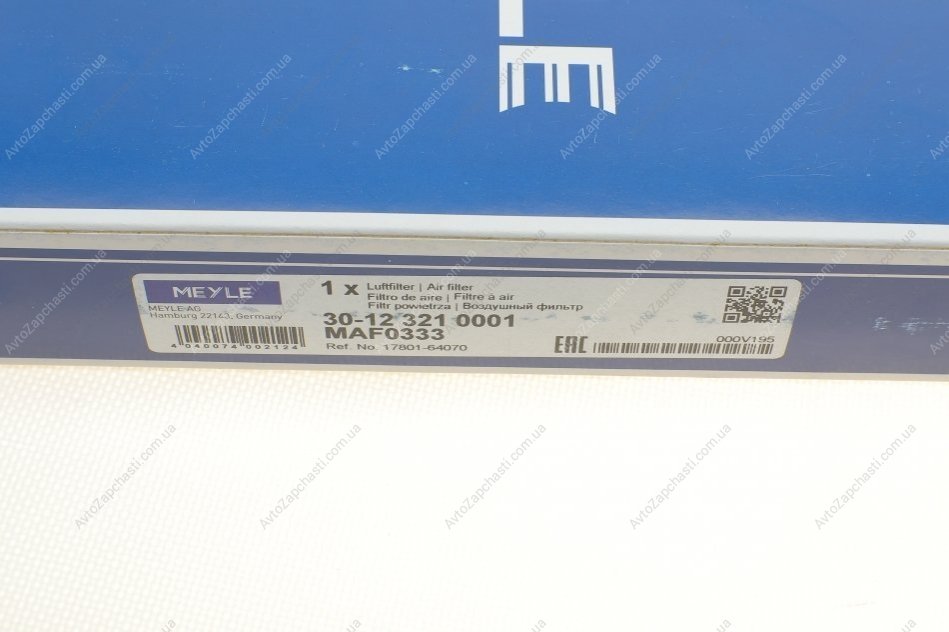 LE
MEYLE
MEYLE AG
Hamburg 22143, Germany
4 040074 002124
1 x
Luftfilter | Air filter
Filtro de aire | Filtre à air
Filtr powietrza | Воздушный фильтр
30-12 321 0001
MAF0333
Ref. No. 17801-64070
EAC
000V195
AvtoZapchasti.com.ua